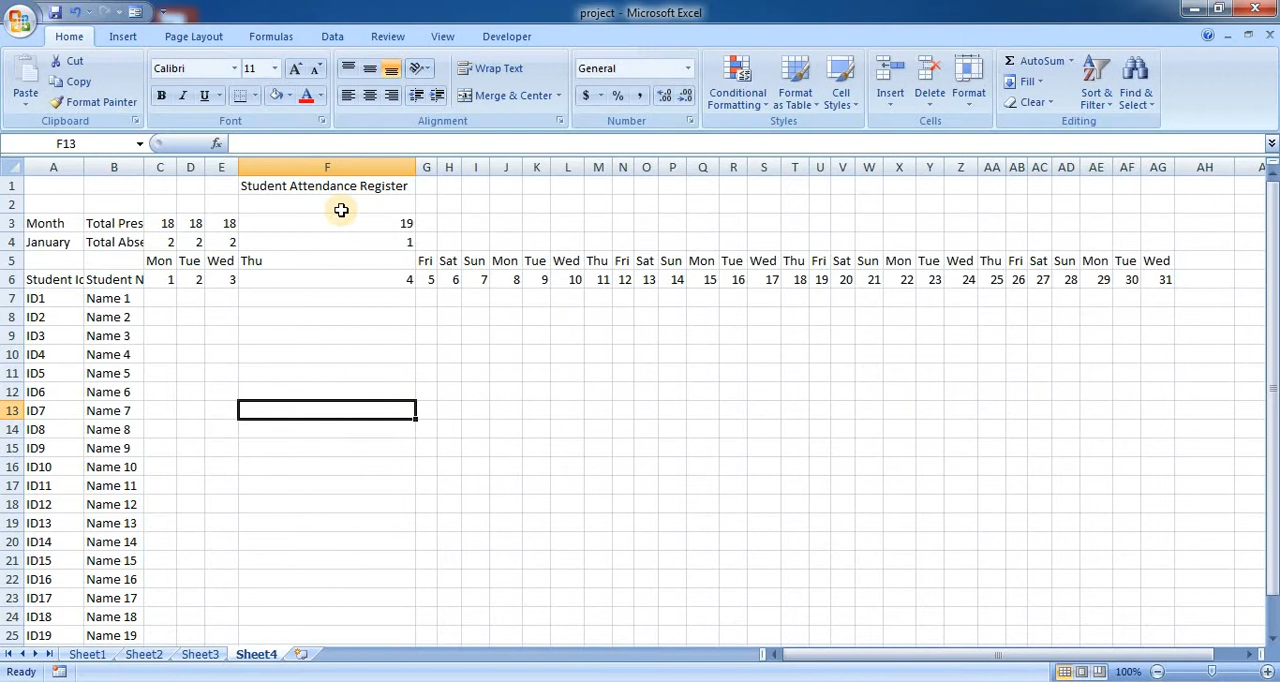 project - Microsoft Excel
Home Insert Page Layout Formulas Data Review View Developer
Paste Cut Copy Format Painter Clipboard
Calibri 11 A A B I U A Font
Wrap Text Merge & Center Alignment
General $ % , Number
Conditional Formatting Format as Table Cell Styles Styles
Insert Delete Format Cells
Σ AutoSum Fill Clear Sort & Filter Find & Select Editing
F13 fx
A B C D E F G H I J K L M N O P Q R S T U V W X Y Z AA AB AC AD AE AF AG AH
1 Student Attendance Register
2
3 Month Total Pres 18 18 18 19
4 January Total Abse 2 2 2 1
5 Mon Tue Wed Thu Fri Sat Sun Mon Tue Wed Thu Fri Sat Sun Mon Tue Wed Thu Fri Sat Sun Mon Tue Wed Thu Fri Sat Sun Mon Tue Wed
6 Student Id Student N 1 2 3 4 5 6 7 8 9 10 11 12 13 14 15 16 17 18 19 20 21 22 23 24 25 26 27 28 29 30 31
7 ID1 Name 1
8 ID2 Name 2
9 ID3 Name 3
10 ID4 Name 4
11 ID5 Name 5
12 ID6 Name 6
13 ID7 Name 7
14 ID8 Name 8
15 ID9 Name 9
16 ID10 Name 10
17 ID11 Name 11
18 ID12 Name 12
19 ID13 Name 13
20 ID14 Name 14
21 ID15 Name 15
22 ID16 Name 16
23 ID17 Name 17
24 ID18 Name 18
25 ID19 Name 19
Sheet1 Sheet2 Sheet3 Sheet4
Ready 100%